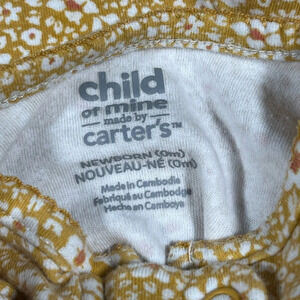 child
of mine
made by
carter's™
NEWBORN (0m)
NOUVEAU-NÉ (0m)
Made in Cambodia
Fabriqué au Cambodge
Hecho en Camboya